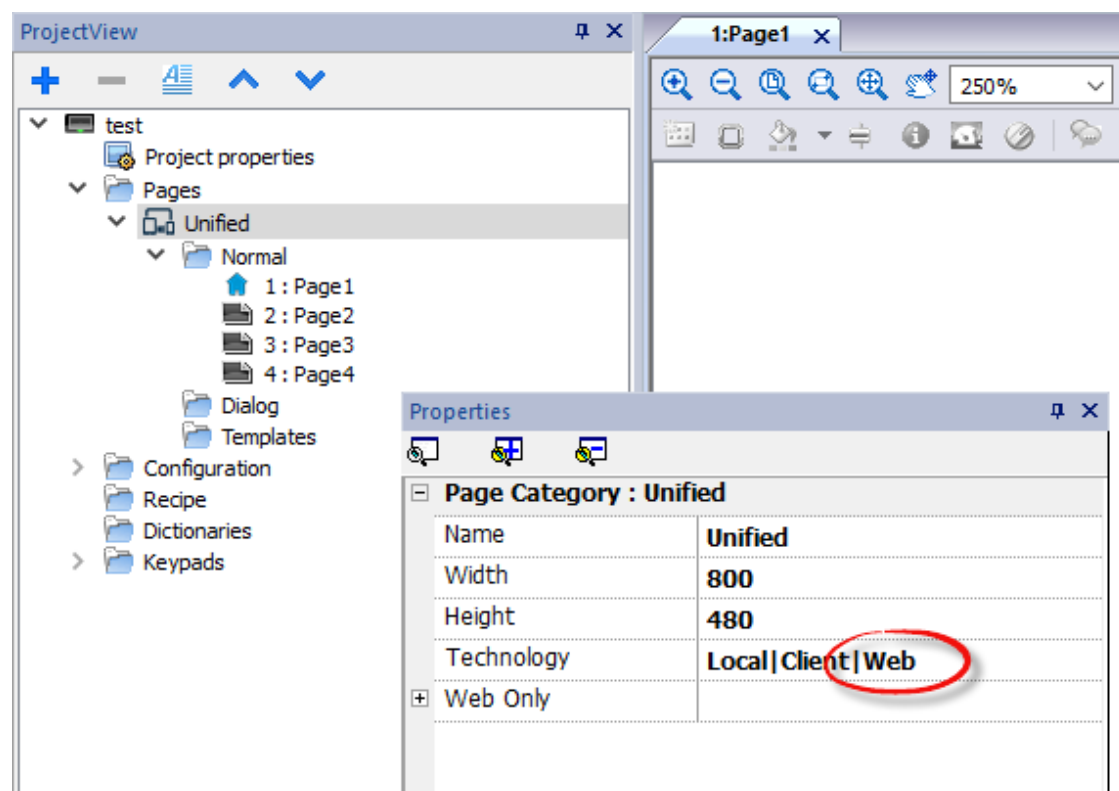 ProjectView
1:Page1
250%
test
Project properties
Pages
Unified
Normal
1 : Page1
2 : Page2
3 : Page3
4 : Page4
Dialog
Templates
Configuration
Recipe
Dictionaries
Keypads
Properties
Page Category : Unified
Name Unified
Width 800
Height 480
Technology Local|Client|Web
Web Only